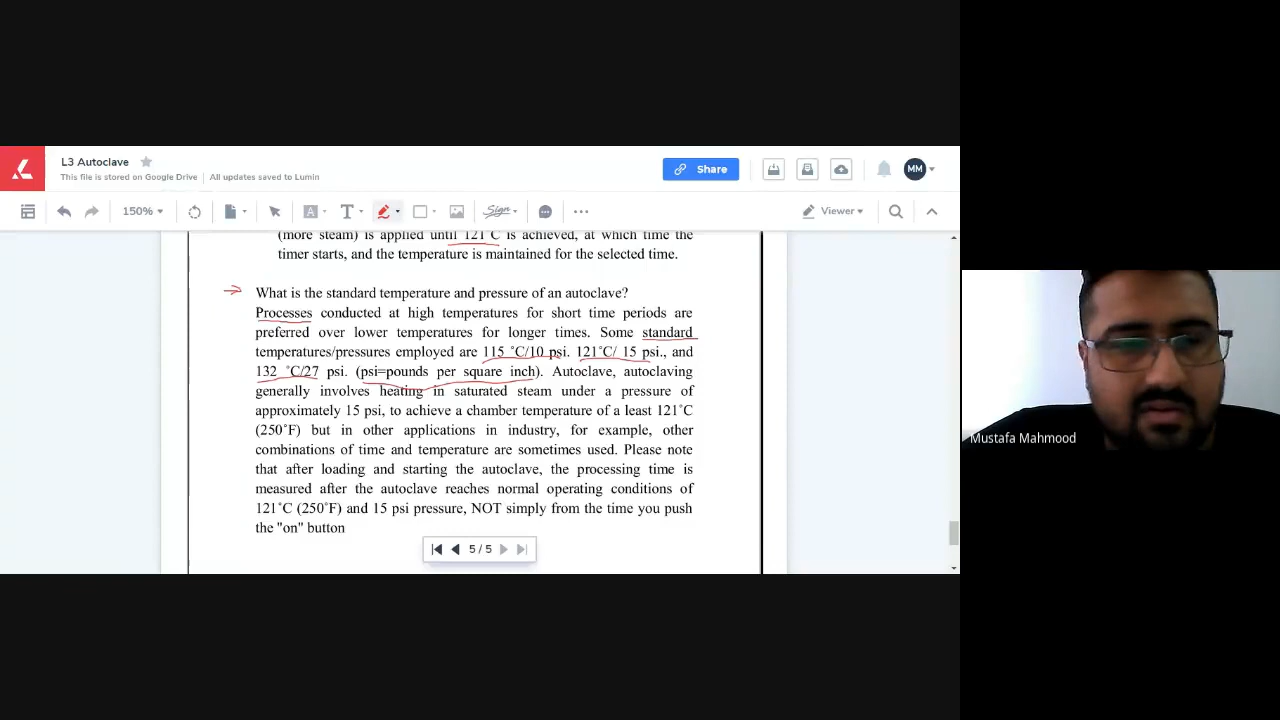 L3 Autoclave
This file is stored on Google Drive
All updates saved to Lumin
Share
MM
150%
A
T
Sign
Viewer
(more steam) is applied until 121˚C is achieved, at which time the
timer starts, and the temperature is maintained for the selected time.
What is the standard temperature and pressure of an autoclave?
Processes conducted at high temperatures for short time periods are
preferred over lower temperatures for longer times. Some standard
temperatures/pressures employed are 115 ˚C/10 psi. 121˚C/ 15 psi., and
132 ˚C/27 psi. (psi=pounds per square inch). Autoclave, autoclaving
generally involves heating in saturated steam under a pressure of
approximately 15 psi, to achieve a chamber temperature of a least 121˚C
(250˚F) but in other applications in industry, for example, other
combinations of time and temperature are sometimes used. Please note
that after loading and starting the autoclave, the processing time is
measured after the autoclave reaches normal operating conditions of
121˚C (250˚F) and 15 psi pressure, NOT simply from the time you push
the "on" button
5 / 5
Mustafa Mahmood